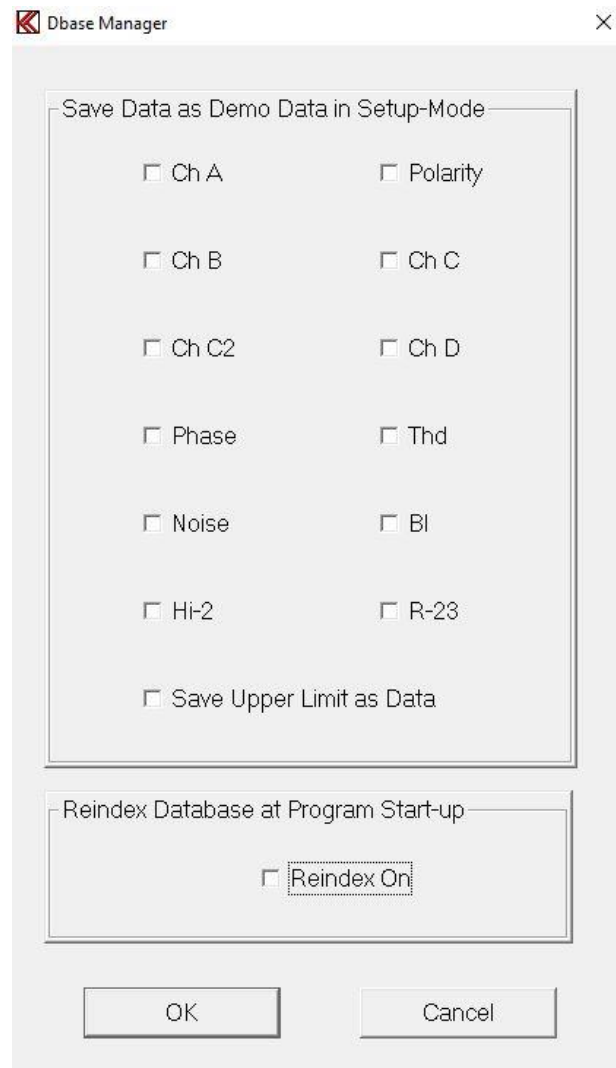 Dbase Manager
Save Data as Demo Data in Setup-Mode
Ch A Polarity
Ch B Ch C
Ch C2 Ch D
Phase Thd
Noise Bl
Hi-2 R-23
Save Upper Limit as Data
Reindex Database at Program Start-up
Reindex On
OK Cancel